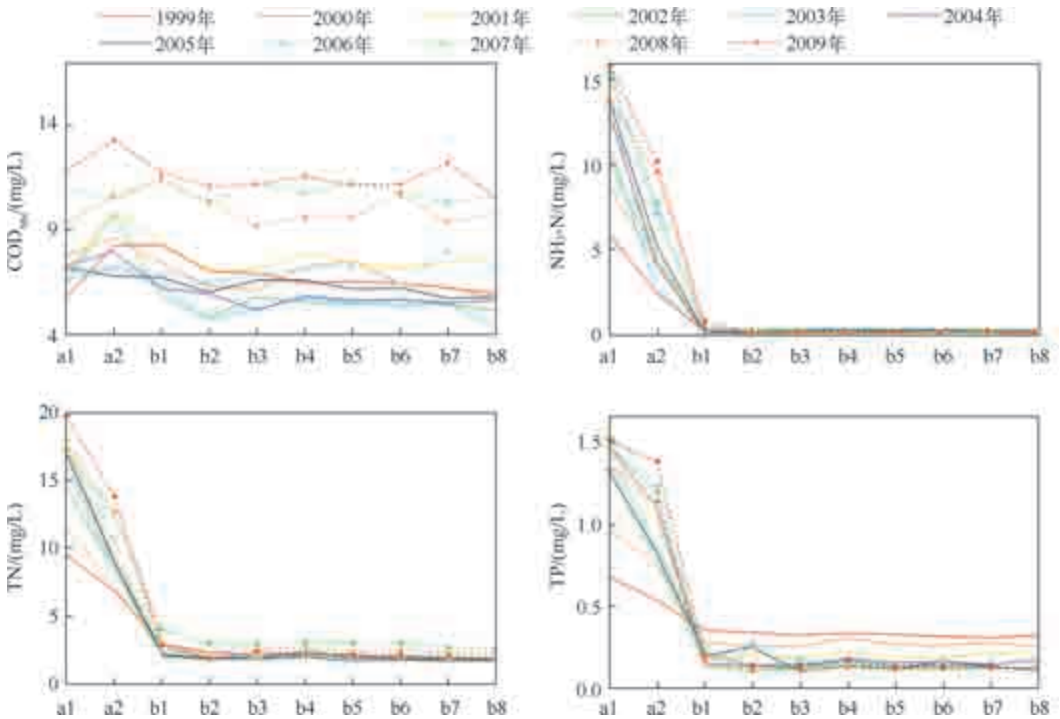 1999年 2000年 2001年 2002年 2003年 2004年
2005年 2006年 2007年 2008年 2009年
COD_Mn/(mg/L)
14
9
4
a1 a2 b1 b2 b3 b4 b5 b6 b7 b8
NH₃-N/(mg/L)
15
10
5
0
a1 a2 b1 b2 b3 b4 b5 b6 b7 b8
TN/(mg/L)
20
15
10
5
0
a1 a2 b1 b2 b3 b4 b5 b6 b7 b8
TP/(mg/L)
1.5
1.0
0.5
0.0
a1 a2 b1 b2 b3 b4 b5 b6 b7 b8